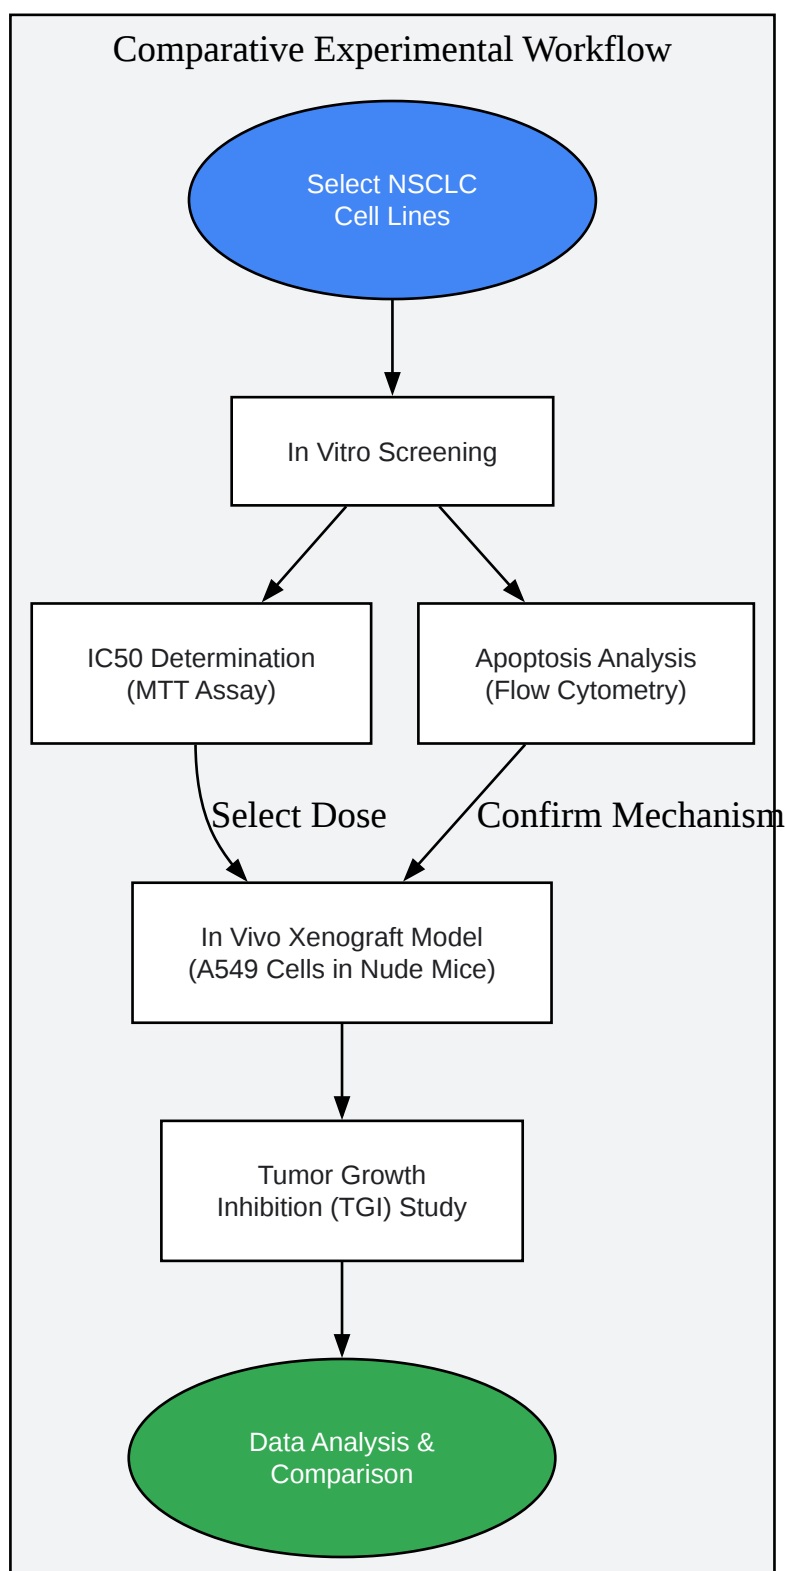 Comparative Experimental Workflow
Select NSCLC
Cell Lines
In Vitro Screening
IC50 Determination
(MTT Assay)
Apoptosis Analysis
(Flow Cytometry)
Select Dose
Confirm Mechanism
In Vivo Xenograft Model
(A549 Cells in Nude Mice)
Tumor Growth
Inhibition (TGI) Study
Data Analysis &
Comparison